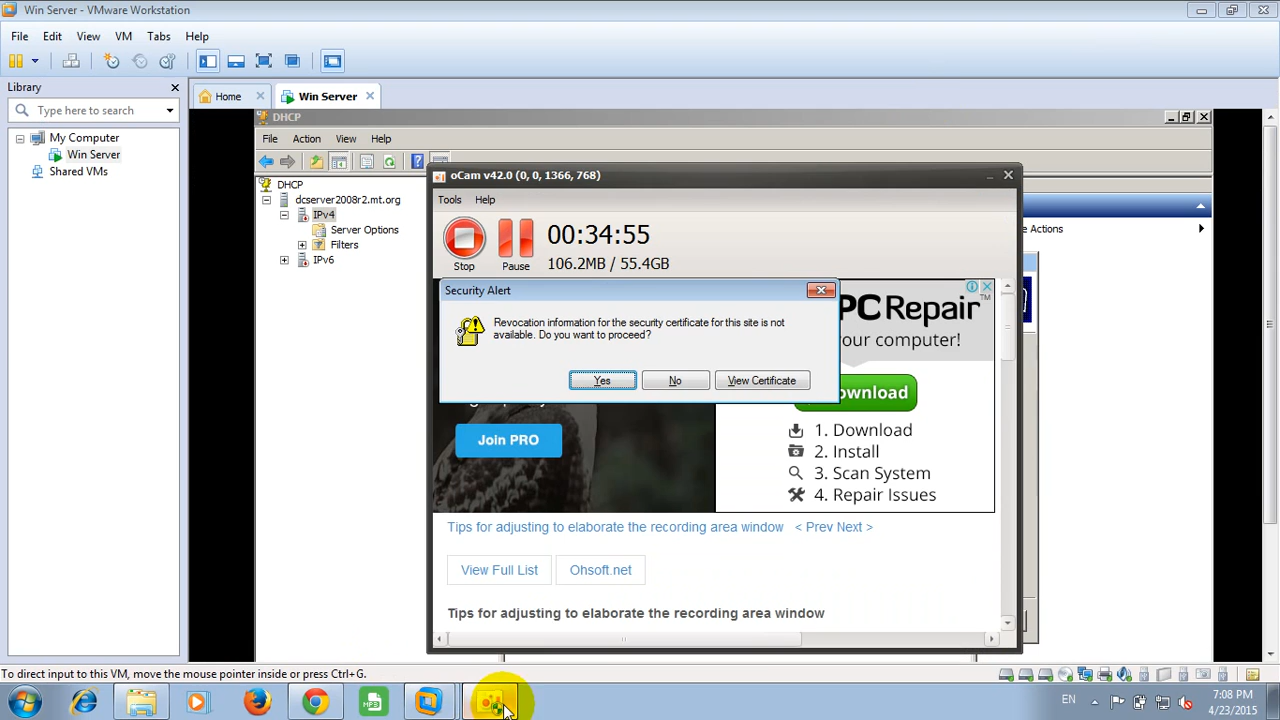 Win Server - VMware Workstation
File Edit View VM Tabs Help
Library
Type here to search
My Computer
Win Server
Shared VMs
Home
Win Server
DHCP
File Action View Help
DHCP
dcserver2008r2.mt.org
IPv4
Server Options
Filters
IPv6
e Actions
oCam v42.0 (0, 0, 1366, 768)
Tools Help
00:34:55
106.2MB / 55.4GB
Stop Pause
Security Alert
Revocation information for the security certificate for this site is not
available. Do you want to proceed?
Yes No View Certificate
PC Repair™
our computer!
ownload
1. Download
2. Install
3. Scan System
4. Repair Issues
Join PRO
Tips for adjusting to elaborate the recording area window < Prev Next >
View Full List Ohsoft.net
Tips for adjusting to elaborate the recording area window
To direct input to this VM, move the mouse pointer inside or press Ctrl+G.
EN
7:08 PM
4/23/2015